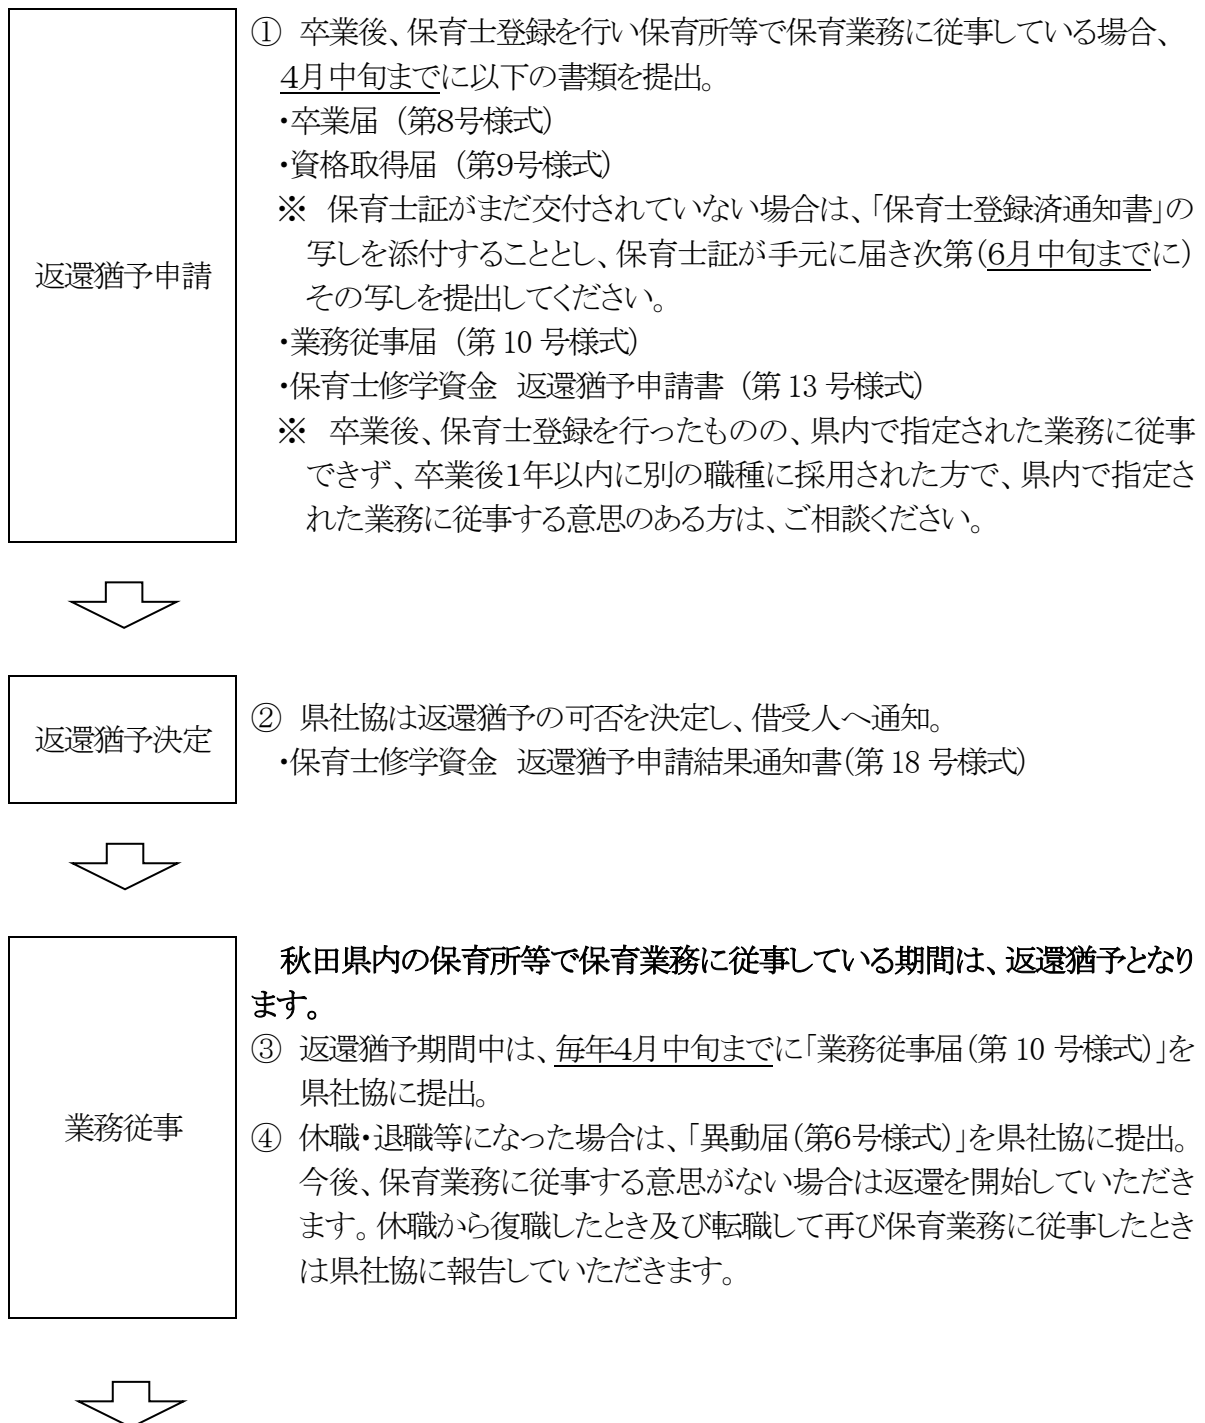 返還猶予申請
① 卒業後、保育士登録を行い保育所等で保育業務に従事している場合、
4月中旬までに以下の書類を提出。
・卒業届（第8号様式）
・資格取得届（第9号様式）
※ 保育士証がまだ交付されていない場合は、「保育士登録済通知書」の
写しを添付することとし、保育士証が手元に届き次第（6月中旬までに）
その写しを提出してください。
・業務従事届（第 10 号様式）
・保育士修学資金 返還猶予申請書（第 13 号様式）
※ 卒業後、保育士登録を行ったものの、県内で指定された業務に従事
できず、卒業後1年以内に別の職種に採用された方で、県内で指定さ
れた業務に従事する意思のある方は、ご相談ください。
返還猶予決定
② 県社協は返還猶予の可否を決定し、借受人へ通知。
・保育士修学資金 返還猶予申請結果通知書（第 18 号様式）
業務従事
秋田県内の保育所等で保育業務に従事している期間は、返還猶予となり
ます。
③ 返還猶予期間中は、毎年4月中旬までに「業務従事届（第 10 号様式）」を
県社協に提出。
④ 休職・退職等になった場合は、「異動届（第6号様式）」を県社協に提出。
今後、保育業務に従事する意思がない場合は返還を開始していただき
ます。休職から復職したとき及び転職して再び保育業務に従事したとき
は県社協に報告していただきます。